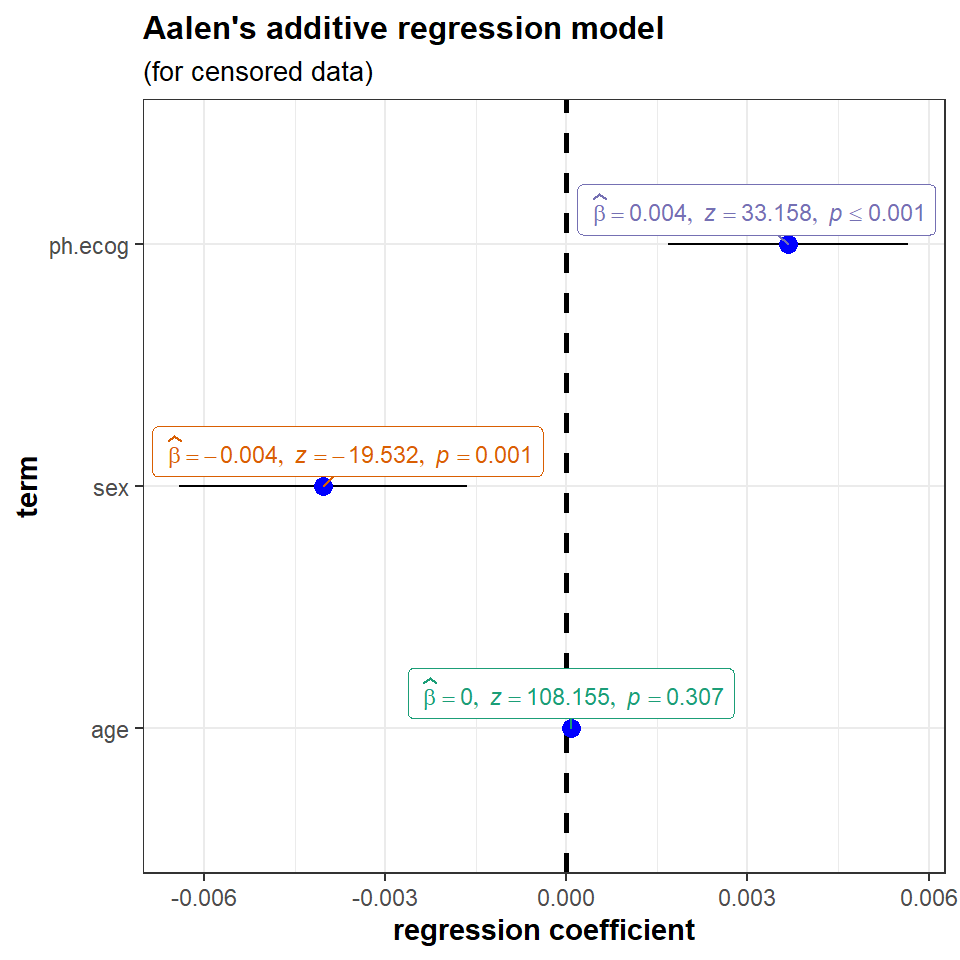 Aalen's additive regression model
(for censored data)
ph.ecog
β̂ = 0.004, z = 33.158, p ≤ 0.001
term
sex
β̂ = −0.004, z = −19.532, p = 0.001
age
β̂ = 0, z = 108.155, p = 0.307
-0.006 -0.003 0.000 0.003 0.006
regression coefficient